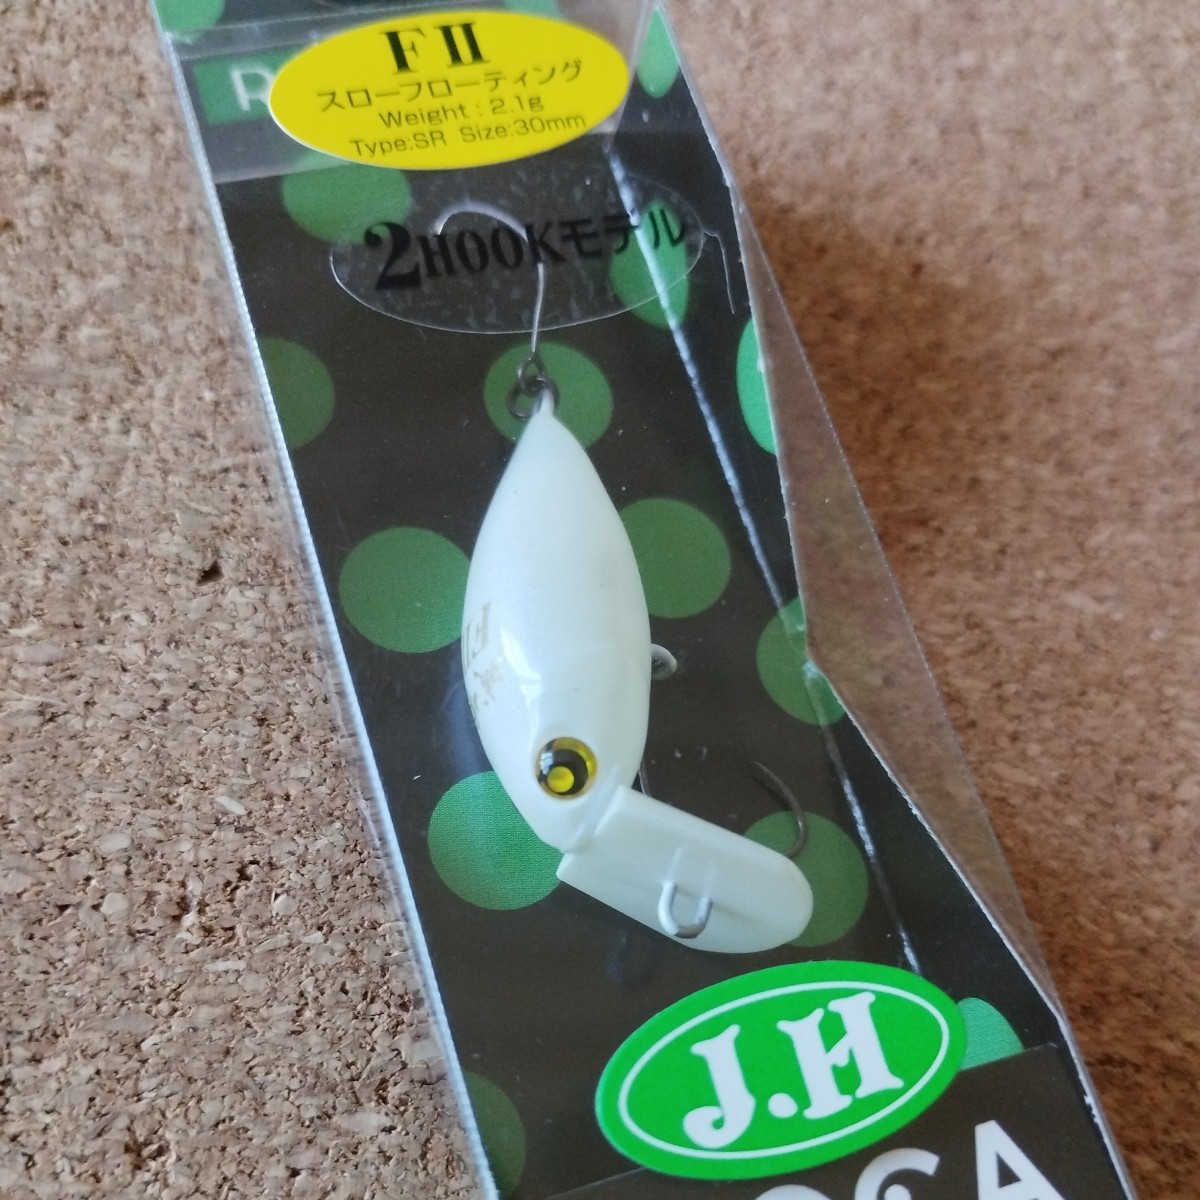 R
F II
スローフローティング
Weight : 2.1g
Type:SR Size:30mm
2HOOKモデル
J.H